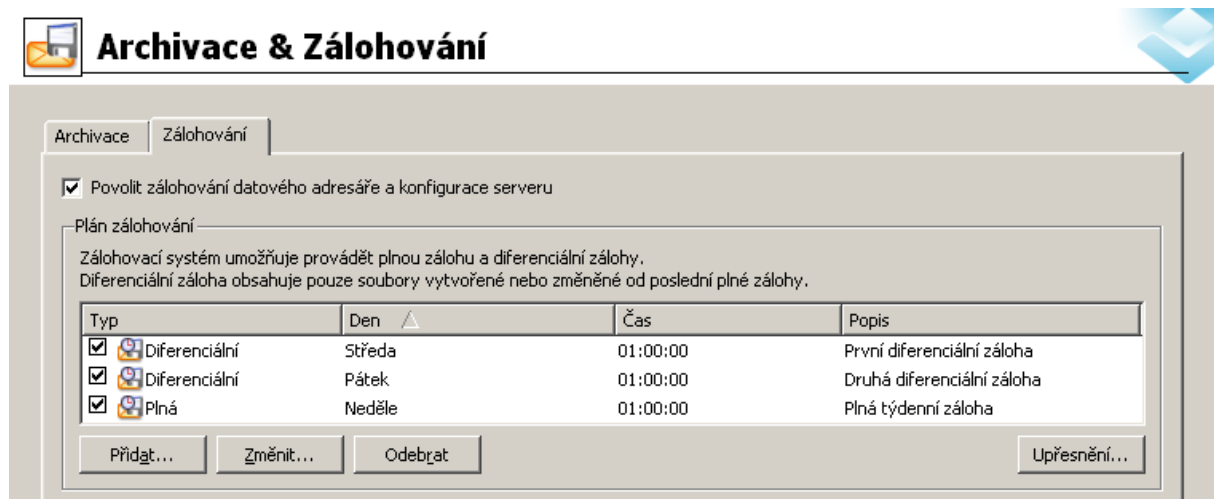 Archivace & Zálohování
Archivace Zálohování
Povolit zálohování datového adresáře a konfigurace serveru
Plán zálohování
Zálohovací systém umožňuje provádět plnou zálohu a diferenciální zálohy.
Diferenciální záloha obsahuje pouze soubory vytvořené nebo změněné od poslední plné zálohy.
Typ Den Čas Popis
Diferenciální Středa 01:00:00 První diferenciální záloha
Diferenciální Pátek 01:00:00 Druhá diferenciální záloha
Plná Neděle 01:00:00 Plná týdenní záloha
Přidat... Změnit... Odebrat Upřesnění...